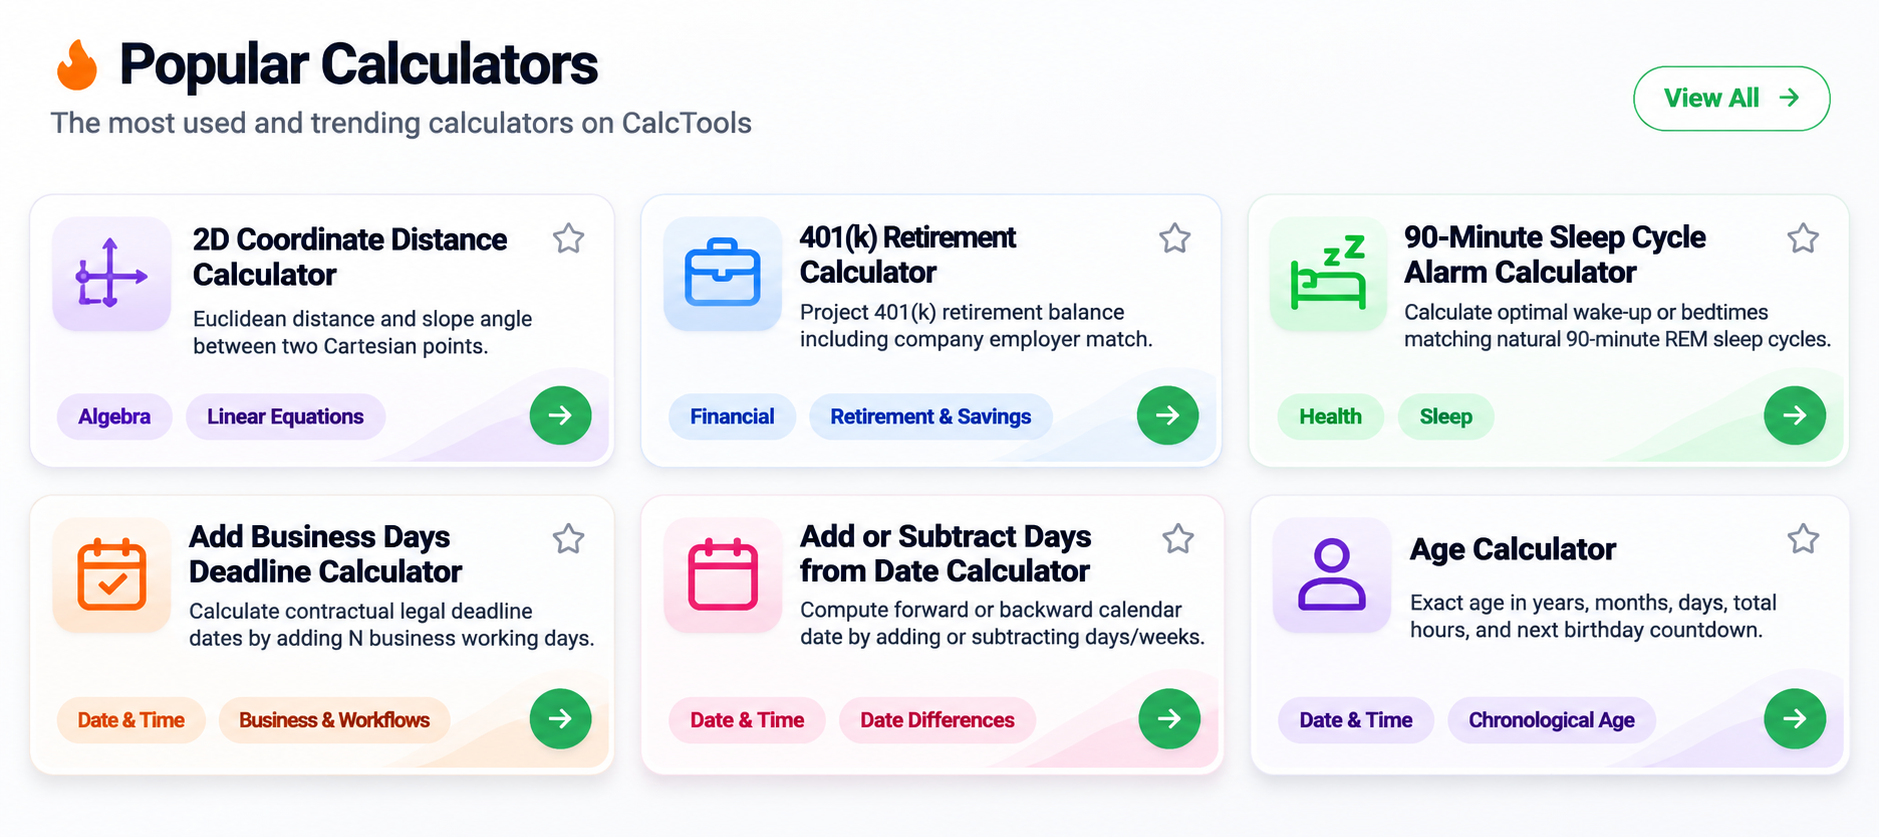 Popular Calculators
The most used and trending calculators on CalcTools
View All
2D Coordinate Distance
Calculator
Euclidean distance and slope angle
between two Cartesian points.
Algebra
Linear Equations
401(k) Retirement
Calculator
Project 401(k) retirement balance
including company employer match.
Financial
Retirement & Savings
90-Minute Sleep Cycle
Alarm Calculator
Calculate optimal wake-up or bedtimes
matching natural 90-minute REM sleep cycles.
Health
Sleep
Add Business Days
Deadline Calculator
Calculate contractual legal deadline
dates by adding N business working days.
Date & Time
Business & Workflows
Add or Subtract Days
from Date Calculator
Compute forward or backward calendar
date by adding or subtracting days/weeks.
Date & Time
Date Differences
Age Calculator
Exact age in years, months, days, total
hours, and next birthday countdown.
Date & Time
Chronological Age